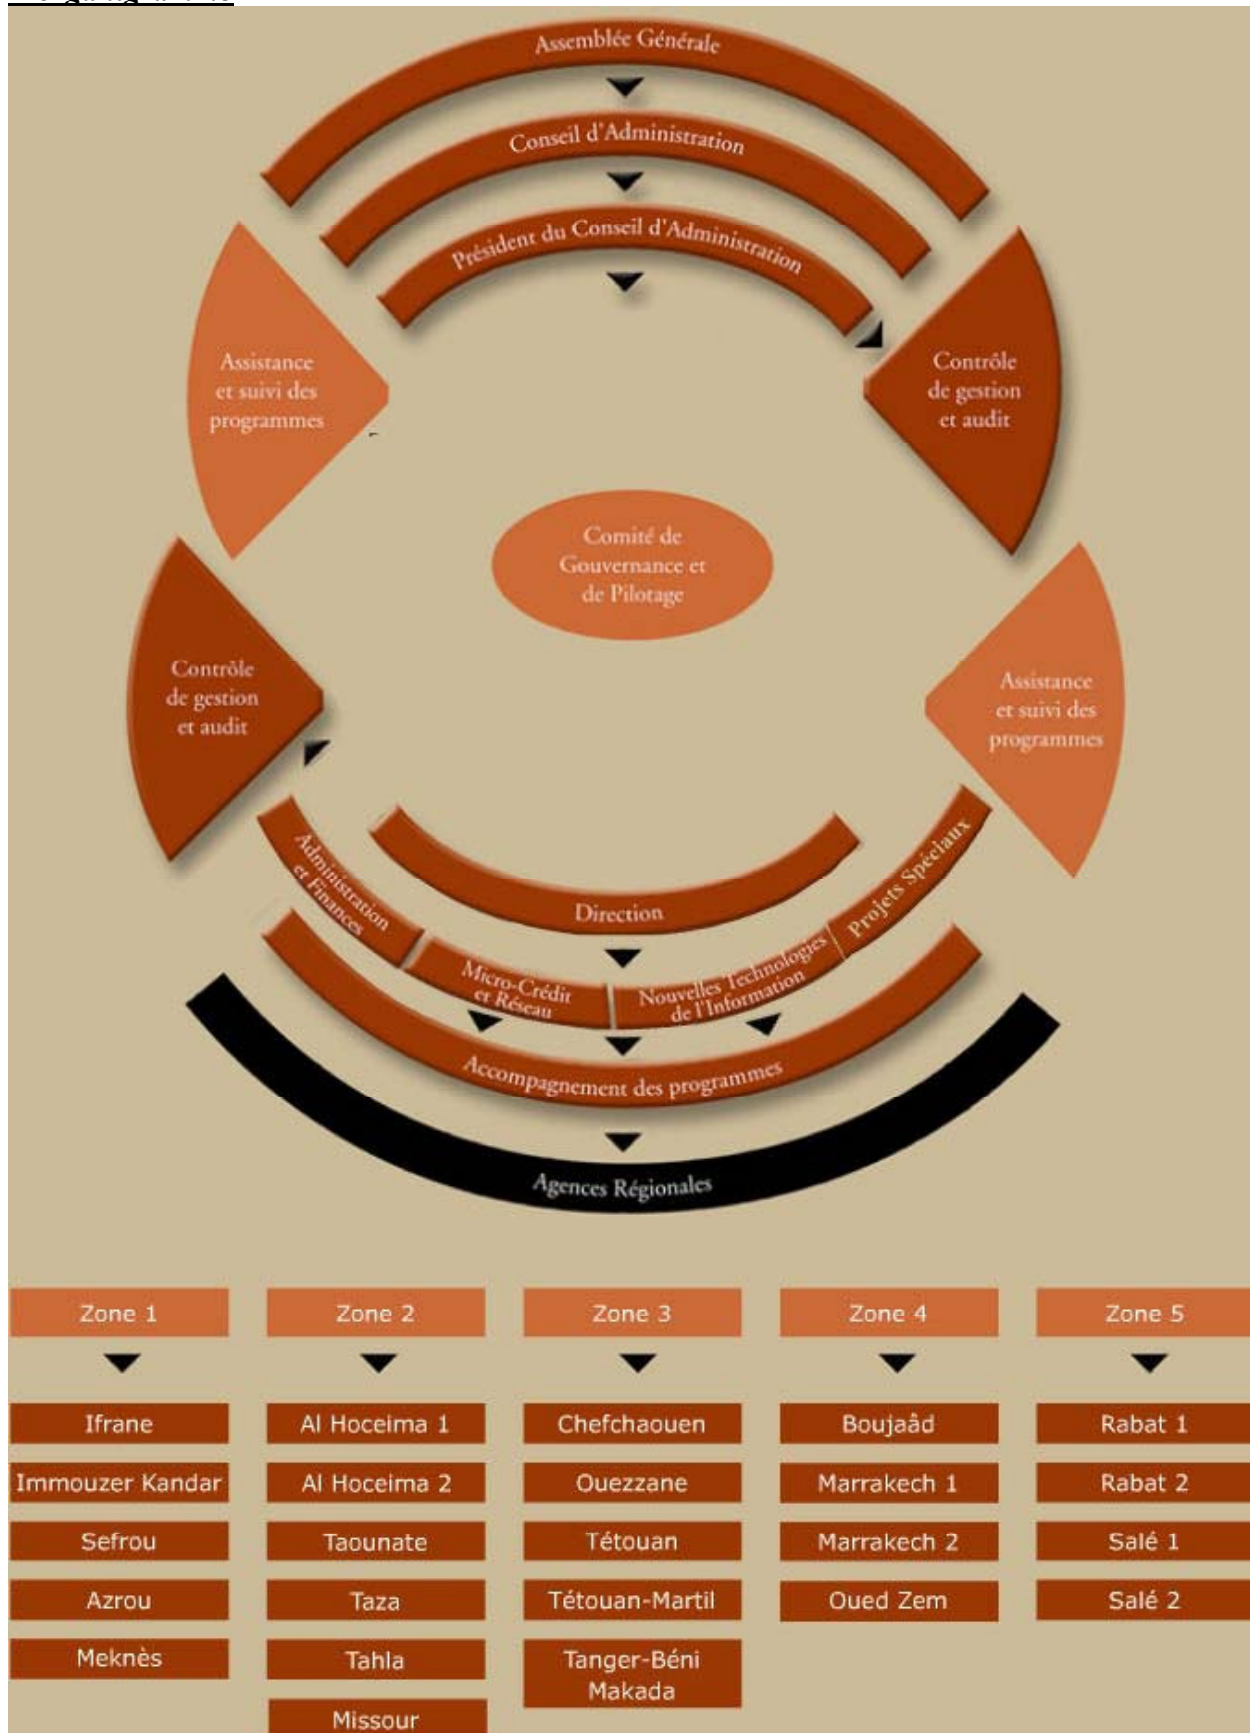 Assemblée Générale
Conseil d'Administration
Président du Conseil d'Administration
Assistance
et suivi des
programmes
Contrôle
de gestion
et audit
Comité de
Gouvernance et
de Pilotage
Contrôle
de gestion
et audit
Assistance
et suivi des
programmes
Direction
Administration
et Finances
Micro-Crédit
et Réseau
Nouvelles Technologies
de l'Information
Projets Spéclaux
Accompagnement des programmes
Agences Régionales
Zone 1
Ifrane
Immouzer Kandar
Sefrou
Azrou
Meknès
Zone 2
Al Hoceima 1
Al Hoceima 2
Taounate
Taza
Tahla
Missour
Zone 3
Chefchaouen
Ouezzane
Tétouan
Tétouan-Martil
Tanger-Béni
Makada
Zone 4
Boujaâd
Marrakech 1
Marrakech 2
Oued Zem
Zone 5
Rabat 1
Rabat 2
Salé 1
Salé 2